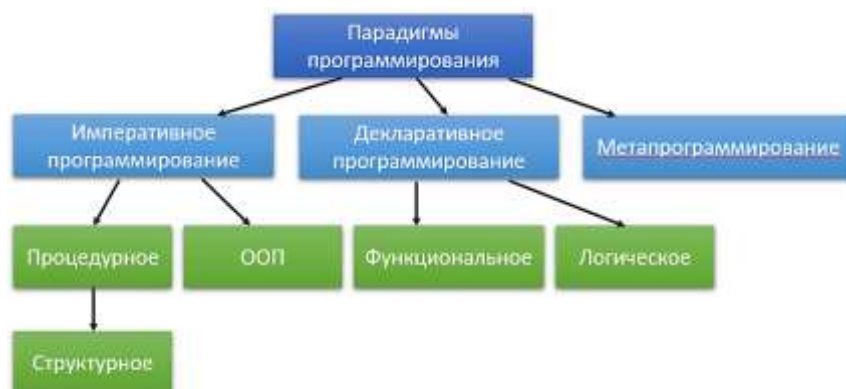 Парадигмы
программирования
Императивное
программирование
Декларативное
программирование
Метапрограммирование
Процедурное
ООП
Функциональное
Логическое
Структурное